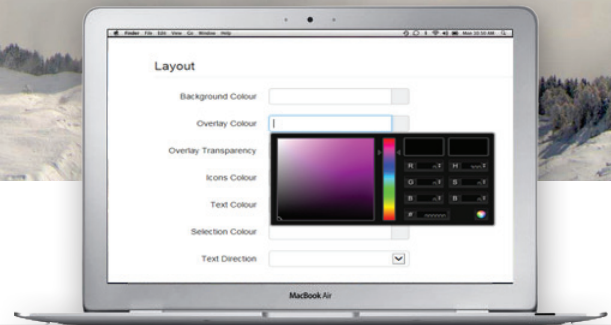 Finder File Edit View Go Window Help
Layout
Background Colour
Overlay Colour
Overlay Transparency
R H
Icons Colour
G S
Text Colour
B B
#
Selection Colour
Text Direction
MacBook Air